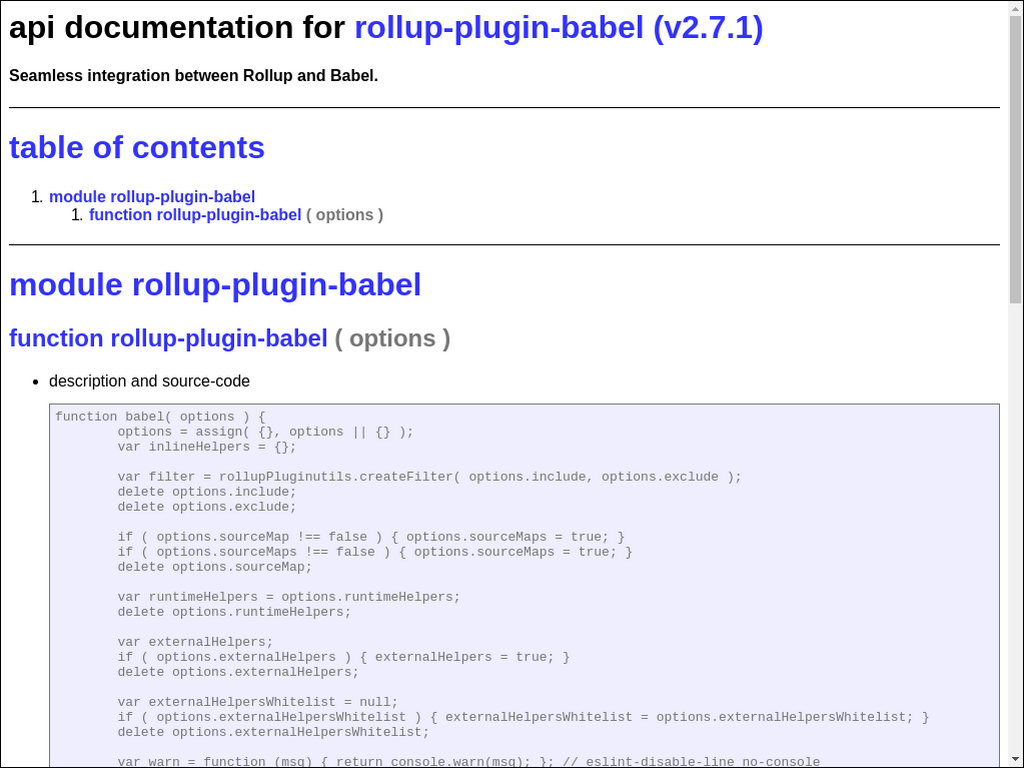 api documentation for rollup-plugin-babel (v2.7.1)
Seamless integration between Rollup and Babel.
table of contents
1. module rollup-plugin-babel
1. function rollup-plugin-babel ( options )
module rollup-plugin-babel
function rollup-plugin-babel ( options )
• description and source-code
function babel( options ) {
        options = assign( {}, options || {} );
        var inlineHelpers = {};
        var filter = rollupPluginutils.createFilter( options.include, options.exclude );
        delete options.include;
        delete options.exclude;
        if ( options.sourceMap !== false ) { options.sourceMaps = true; }
        if ( options.sourceMaps !== false ) { options.sourceMaps = true; }
        delete options.sourceMap;
        var runtimeHelpers = options.runtimeHelpers;
        delete options.runtimeHelpers;
        var externalHelpers;
        if ( options.externalHelpers ) { externalHelpers = true; }
        delete options.externalHelpers;
        var externalHelpersWhitelist = null;
        if ( options.externalHelpersWhitelist ) { externalHelpersWhitelist = options.externalHelpersWhitelist; }
        delete options.externalHelpersWhitelist;
        var warn = function (msg) { return console.warn(msg); }; // eslint-disable-line no-console